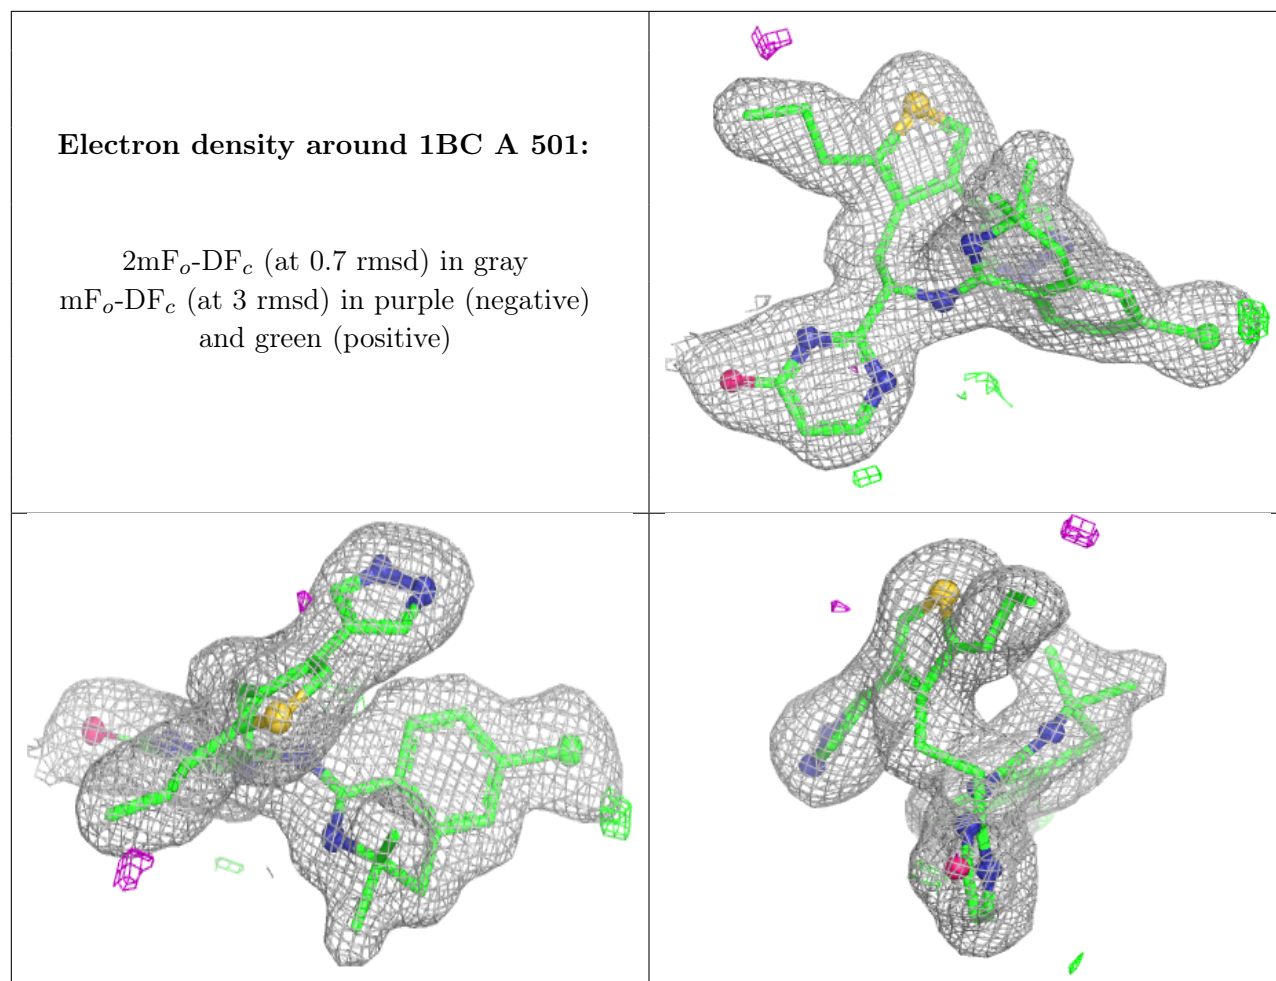 Electron density around 1BC A 501:
2mFo-DFc (at 0.7 rmsd) in gray
mFo-DFc (at 3 rmsd) in purple (negative)
and green (positive)